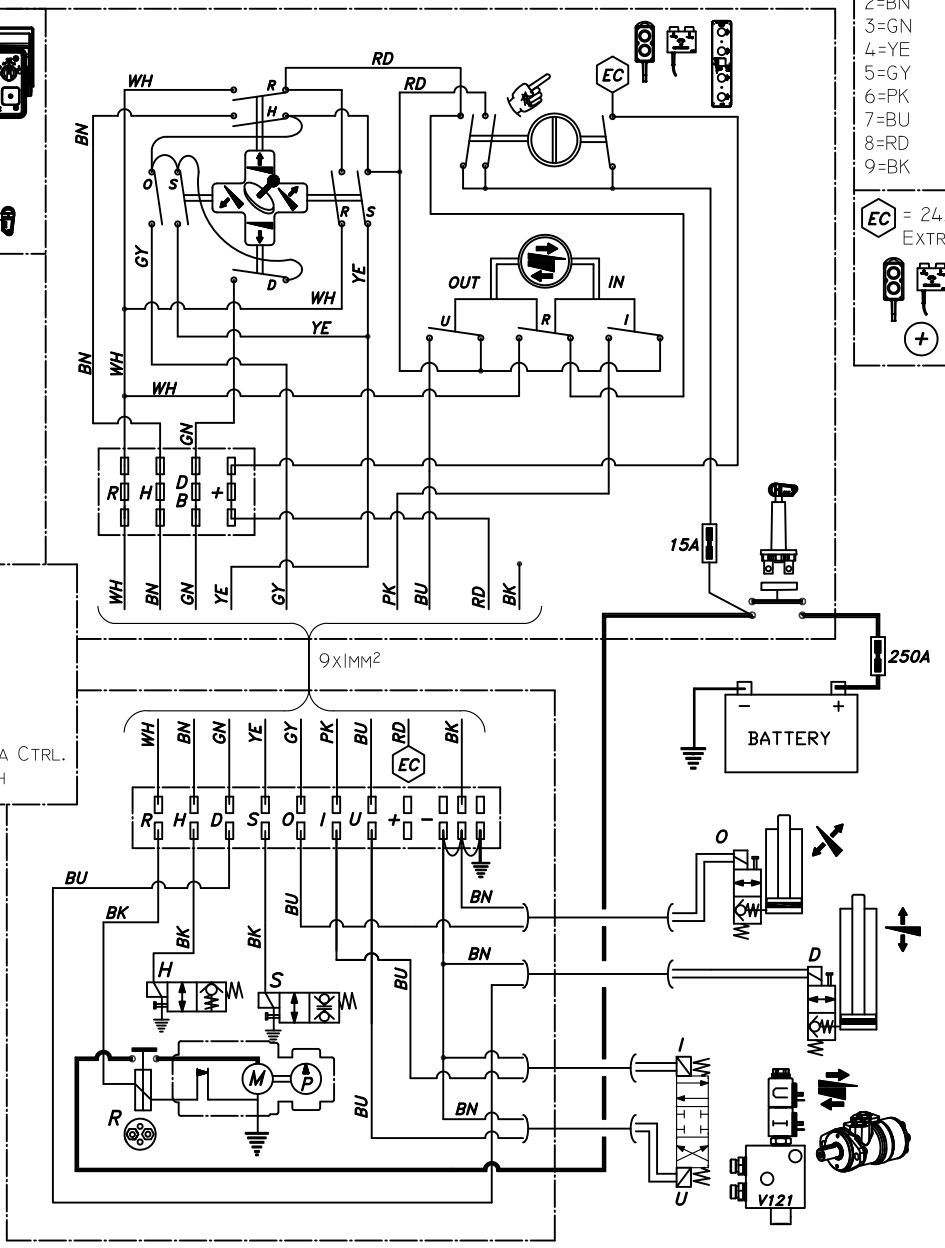 2=BN
3=GN
4=YE
5=GY
6=PK
7=BU
8=RD
9=BK
EC = 24
EXTR
+
RD
WH
R
RD
EC
H
BN
O
S
R
S
GY
YE
D
WH
OUT
IN
YE
U
R
I
BN
WH
WH
GN
R
H
D
B
+
15A
WH
BN
GN
YE
GY
PK
BU
RD
BK
9X1MM²
250A
-
+
BATTERY
WH
BN
GN
YE
GY
PK
BU
RD
BK
EC
A CTRL.
H
R
H
D
S
O
I
U
+
-
O
BU
BK
BU
BN
BK
BK
BN
D
H
S
BU
I
M
P
BU
BN
R
U
I
U
V121